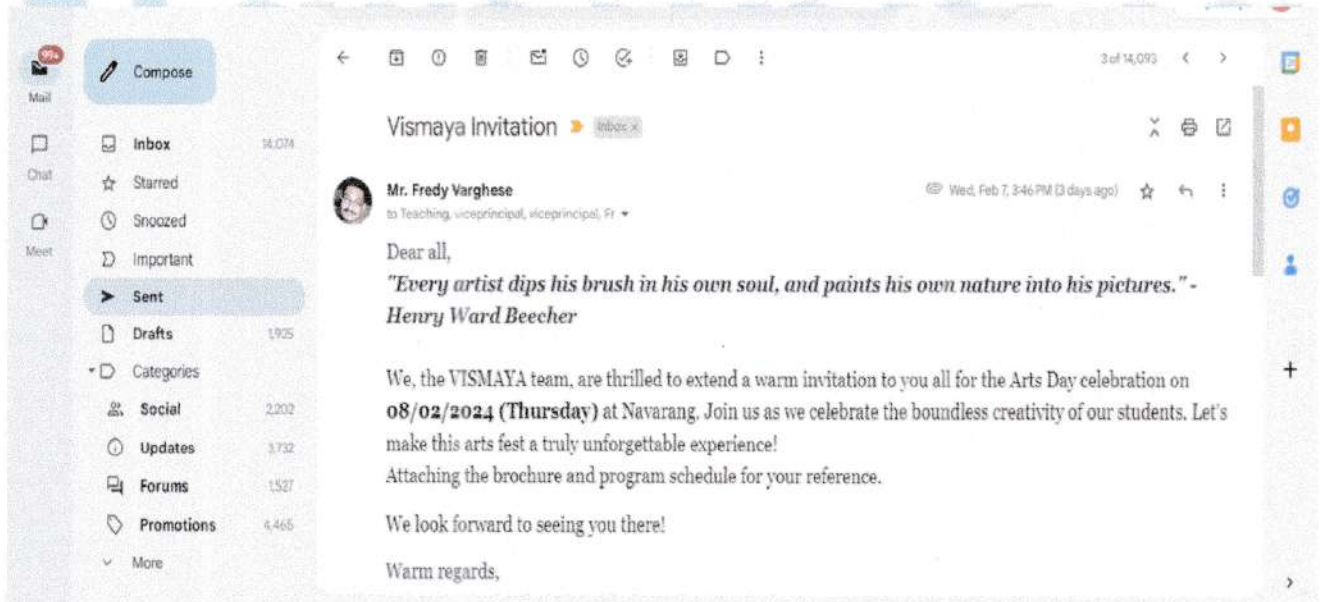 99+
Mail
Chat
Meet
Compose
Inbox 14,074
Starred
Snoozed
Important
Sent
Drafts 1,925
Categories
Social 2,202
Updates 3,732
Forums 1,527
Promotions 4,465
More
3 of 14,093
Vismaya Invitation Inbox x
Mr. Fredy Varghese
Wed, Feb 7, 3:46 PM (3 days ago)
to Teaching, viceprincipal, viceprincipal, Fr
Dear all,
"Every artist dips his brush in his own soul, and paints his own nature into his pictures." -
Henry Ward Beecher
We, the VISMAYA team, are thrilled to extend a warm invitation to you all for the Arts Day celebration on
08/02/2024 (Thursday) at Navarang. Join us as we celebrate the boundless creativity of our students. Let's
make this arts fest a truly unforgettable experience!
Attaching the brochure and program schedule for your reference.
We look forward to seeing you there!
Warm regards,